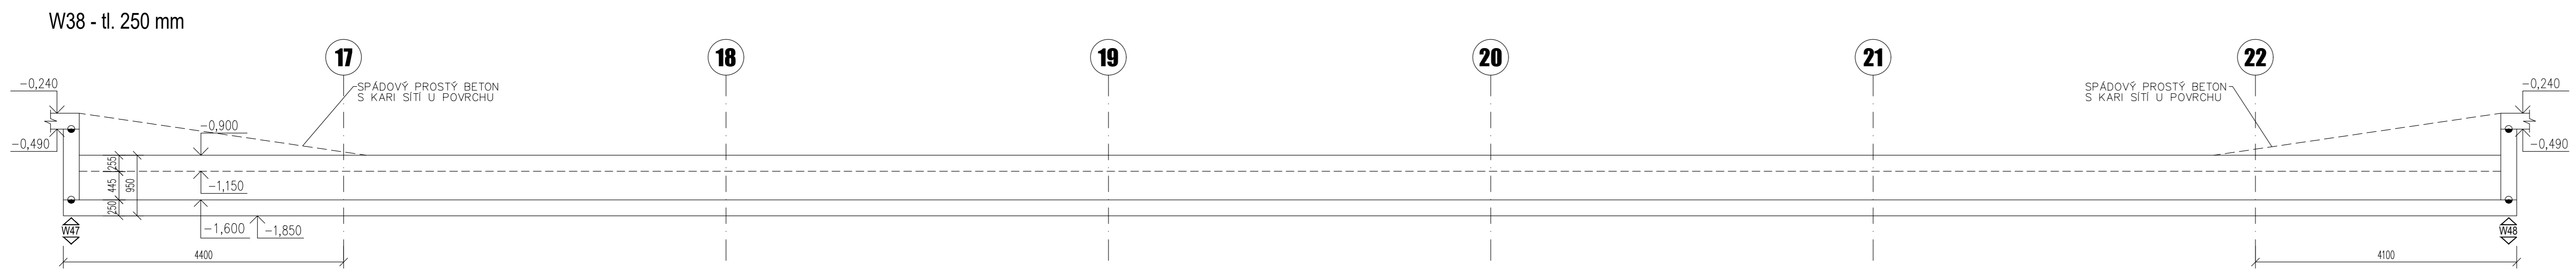 W38 - tl. 250 mm
17
18
19
20
21
22
-0,240
SPÁDOVÝ PROSTÝ BETON
S KARI SÍTÍ U POVRCHU
SPÁDOVÝ PROSTÝ BETON
S KARI SÍTÍ U POVRCHU
-0,240
-0,900
-0,490
-0,490
255
445
950
250
-1,150
-1,600
-1,850
W47
W48
4400
4100